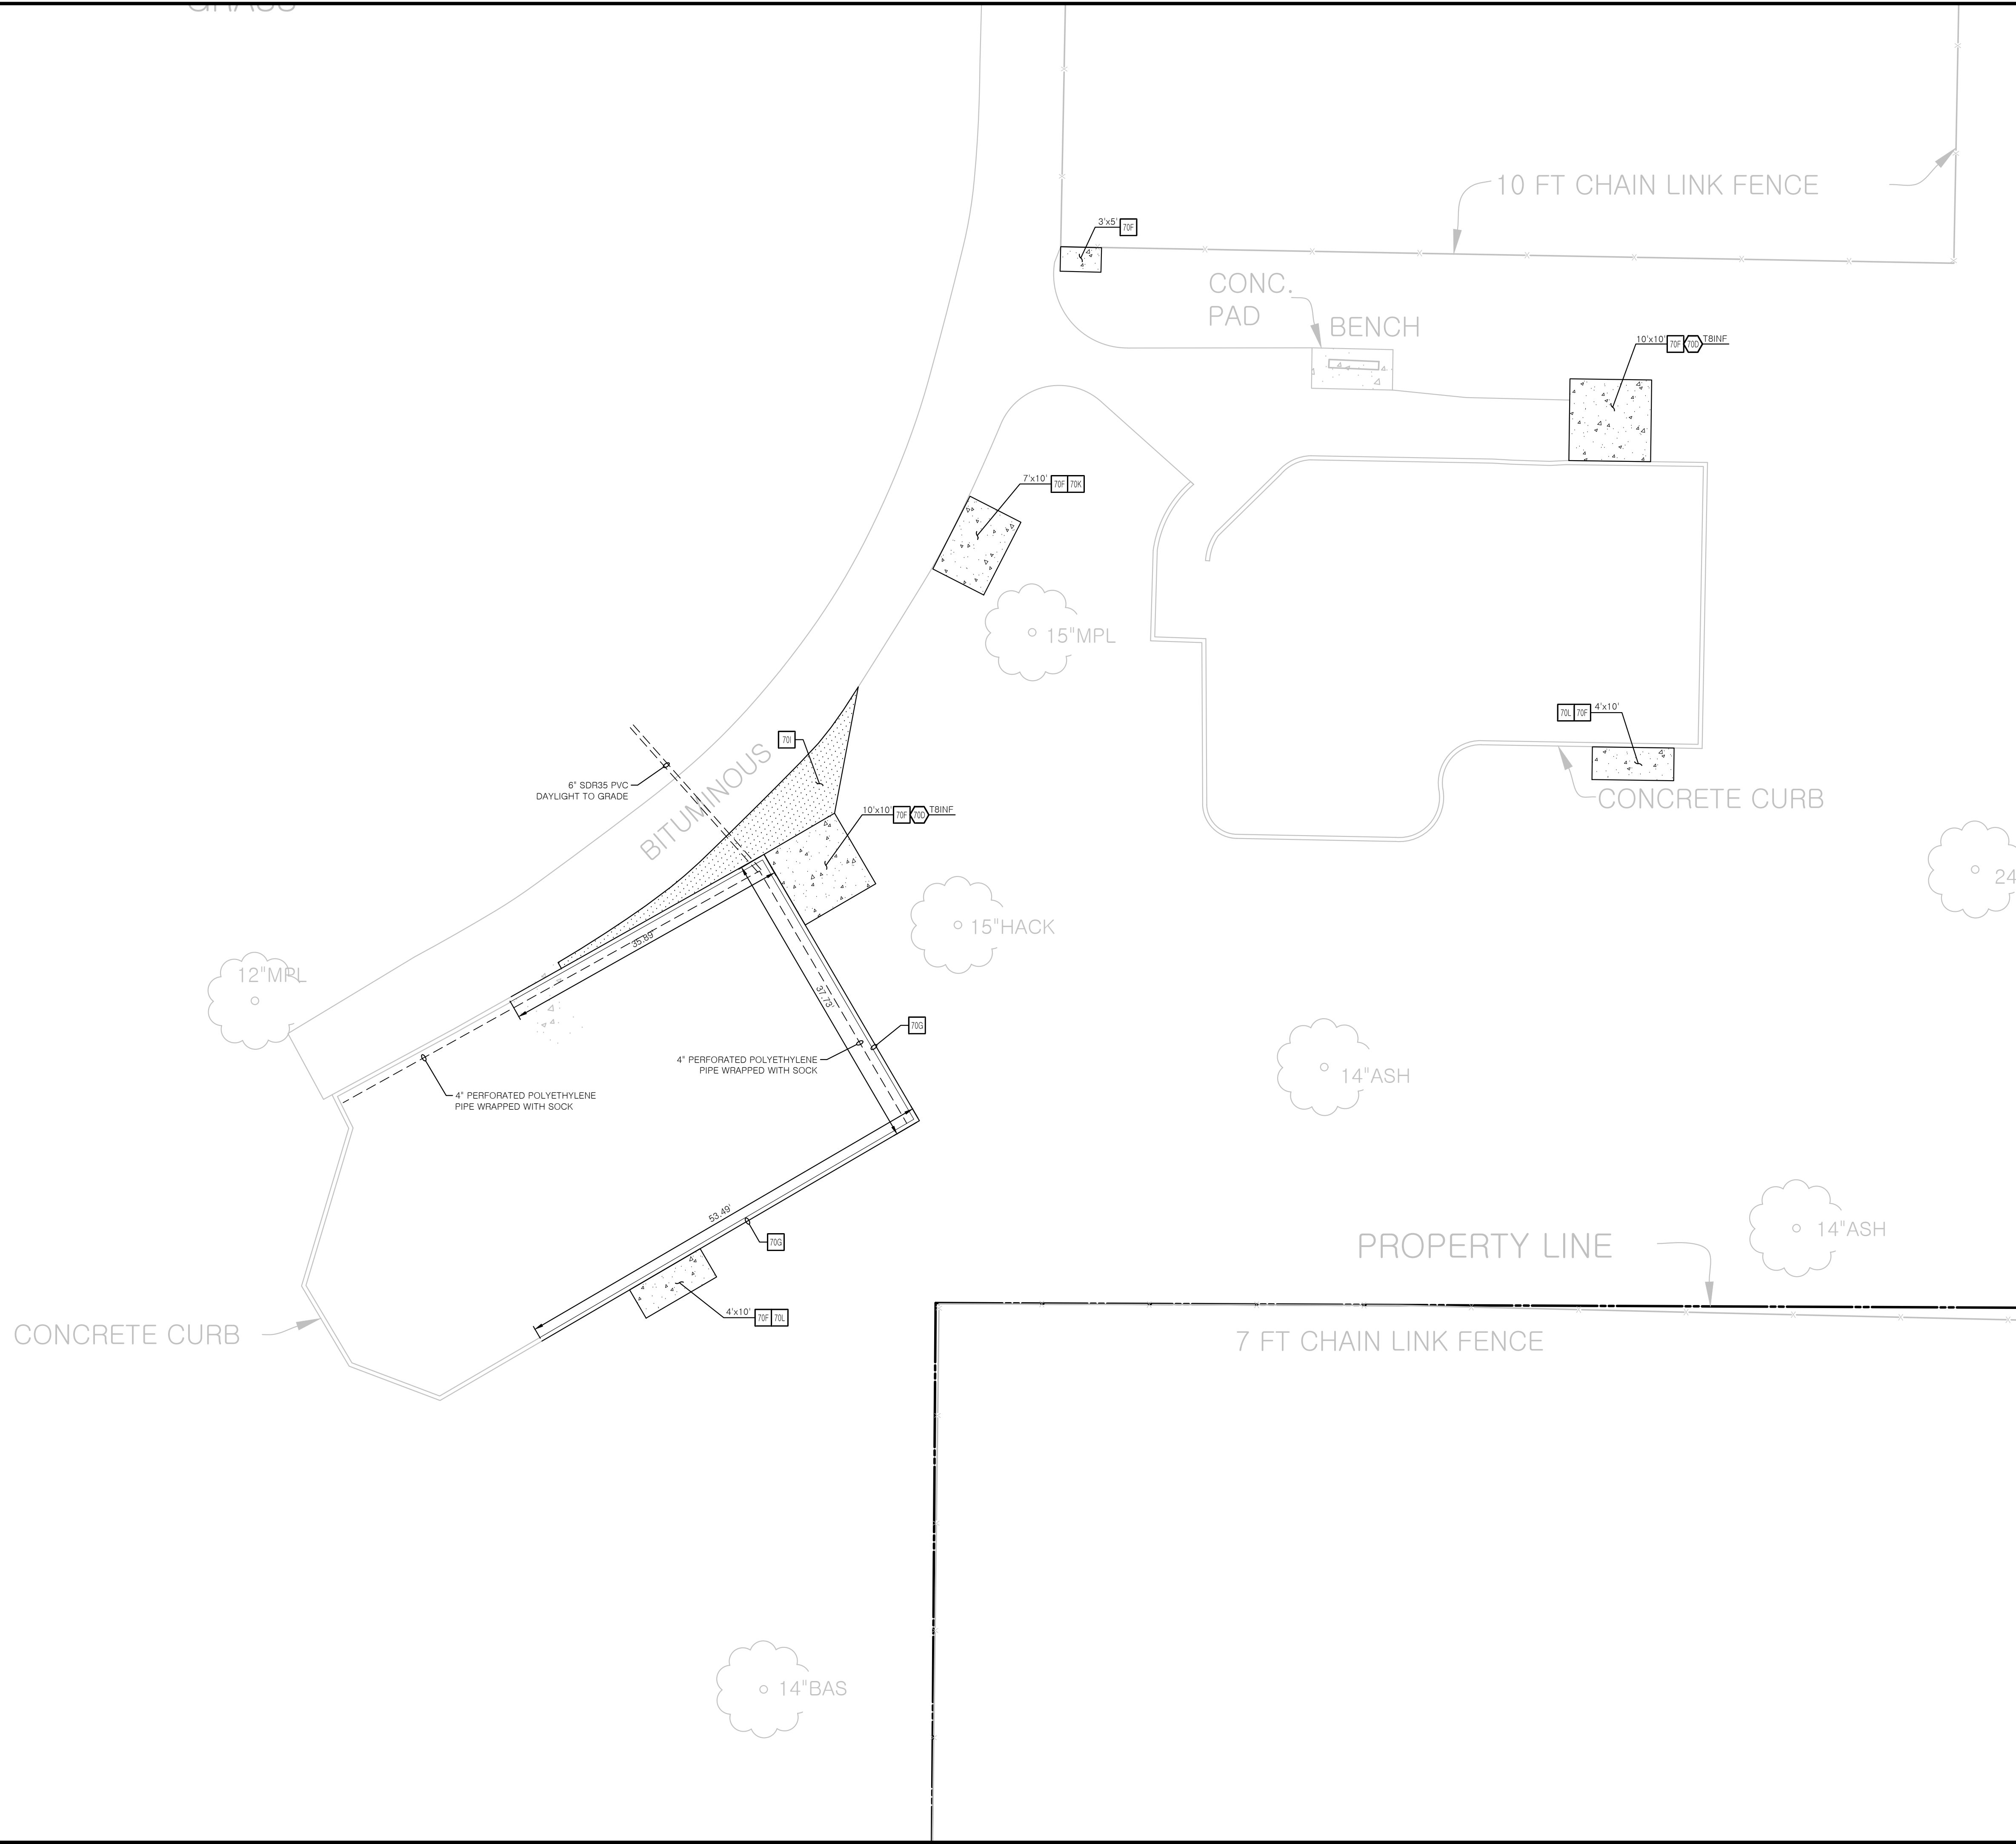 GRASS
10 FT CHAIN LINK FENCE
3'x5' 70F
CONC.
PAD
BENCH
10'x10' 70F 70D T8INF
7'x10' 70F 70K
15"MPL
70L 70F 4'x10'
70I
6" SDR35 PVC
DAYLIGHT TO GRADE
BITUMINOUS
CONCRETE CURB
10'x10' 70F 70D T8INF
24
15"HACK
35.89'
12"MPL
37.73'
70G
4" PERFORATED POLYETHYLENE
PIPE WRAPPED WITH SOCK
14"ASH
4" PERFORATED POLYETHYLENE
PIPE WRAPPED WITH SOCK
53.49'
14"ASH
70G
PROPERTY LINE
4'x10' 70F 70L
CONCRETE CURB
7 FT CHAIN LINK FENCE
14"BAS